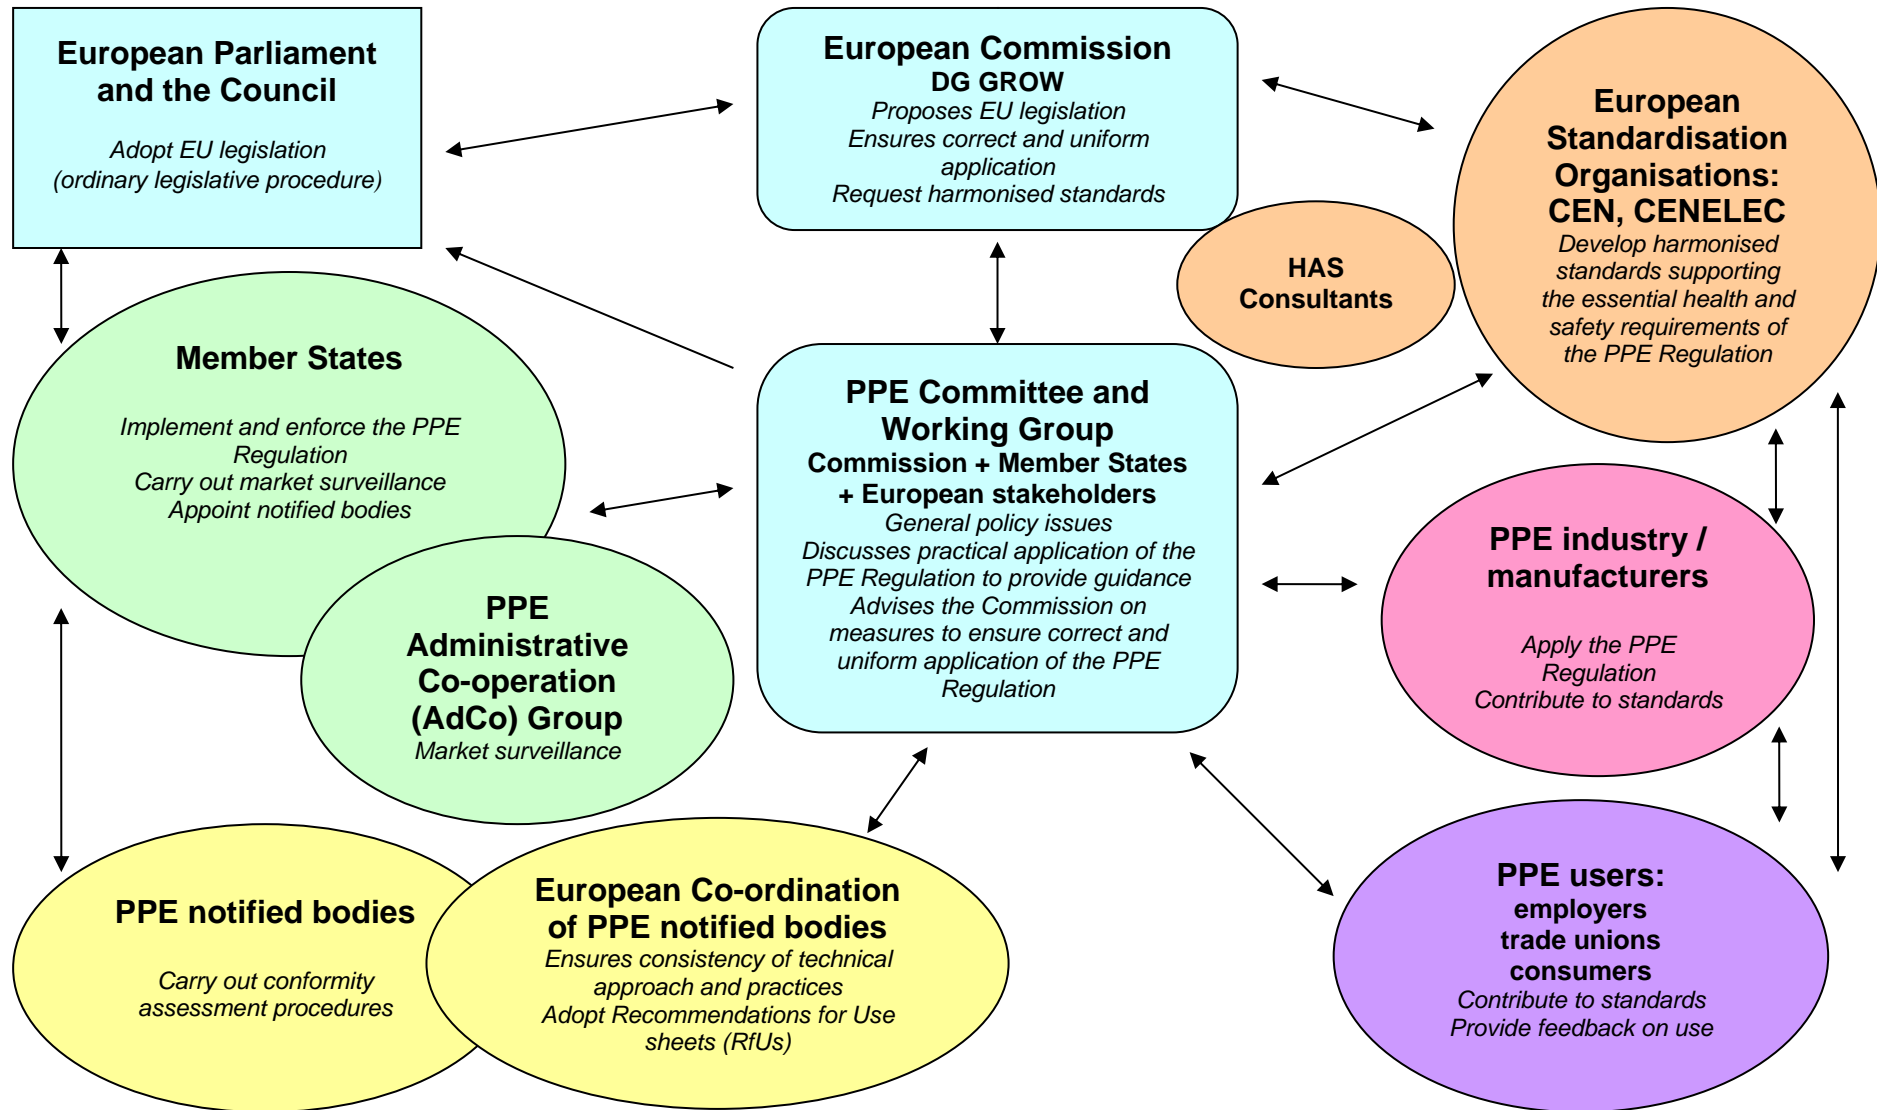 European Parliament
and the Council
Adopt EU legislation
(ordinary legislative procedure)
European Commission
DG GROW
Proposes EU legislation
Ensures correct and uniform
application
Request harmonised standards
European
Standardisation
Organisations:
CEN, CENELEC
Develop harmonised
standards supporting
the essential health and
safety requirements of
the PPE Regulation
HAS
Consultants
Member States
Implement and enforce the PPE
Regulation
Carry out market surveillance
Appoint notified bodies
PPE Committee and
Working Group
Commission + Member States
+ European stakeholders
General policy issues
Discusses practical application of the
PPE Regulation to provide guidance
Advises the Commission on
measures to ensure correct and
uniform application of the PPE
Regulation
PPE industry /
manufacturers
Apply the PPE
Regulation
Contribute to standards
PPE
Administrative
Co-operation
(AdCo) Group
Market surveillance
PPE notified bodies
Carry out conformity
assessment procedures
European Co-ordination
of PPE notified bodies
Ensures consistency of technical
approach and practices
Adopt Recommendations for Use
sheets (RfUs)
PPE users:
employers
trade unions
consumers
Contribute to standards
Provide feedback on use